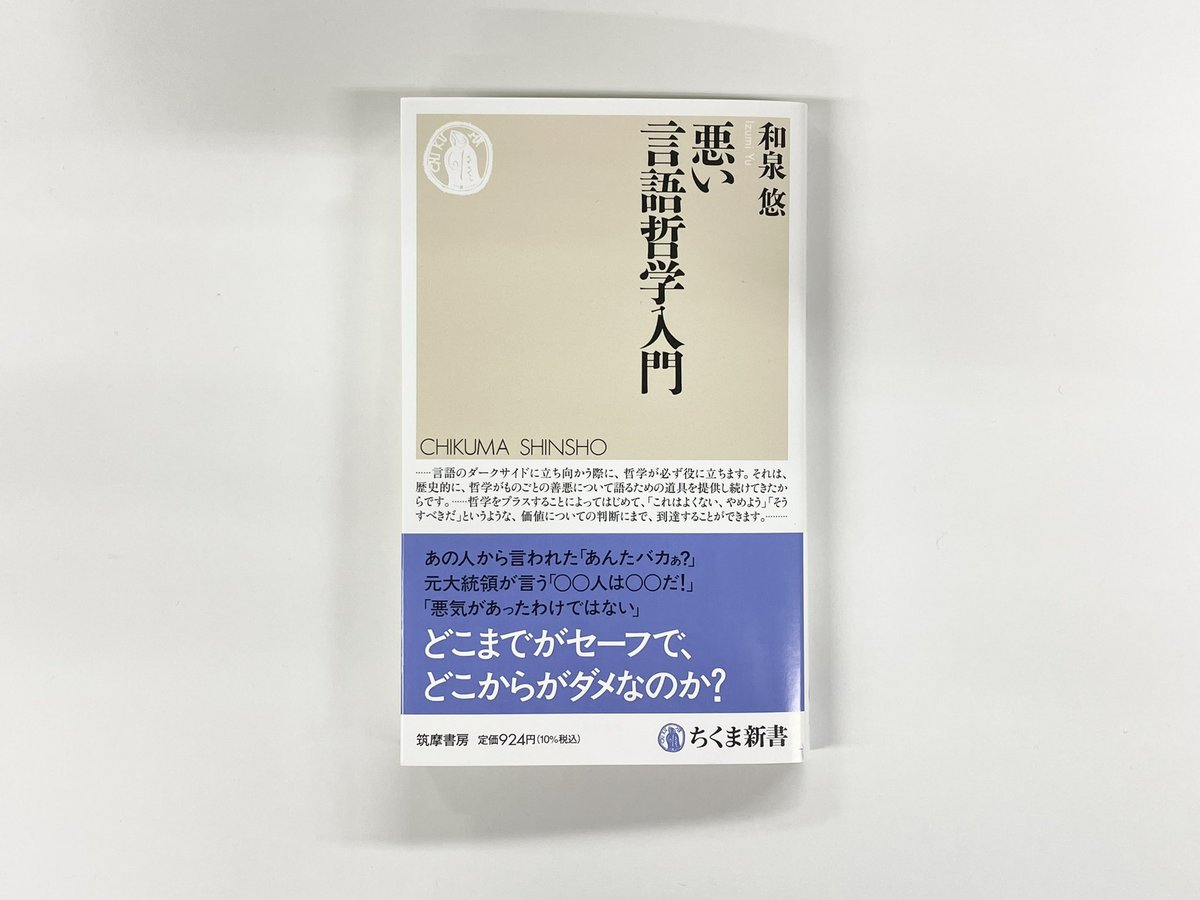 和泉 悠
Izumi Yu
悪い
言語哲学入門
CHIKUMA
CHIKUMA SHINSHO
……言語のダークサイドに立ち向かう際に、哲学が必ず役に立ちます。それは、
歴史的に、哲学がものごとの善悪について語るための道具を提供し続けてきたか
らです。……哲学をプラスすることによってはじめて、「これはよくない、やめよう」「そう
すべきだ」というような、価値についての判断にまで、到達することができます。………
あの人から言われた「あんたバカぁ?」
元大統領が言う「〇〇人は〇〇だ!」
「悪気があったわけではない」
どこまでがセーフで、
どこからがダメなのか?
筑摩書房 定価924円(10%税込)
ちくま新書